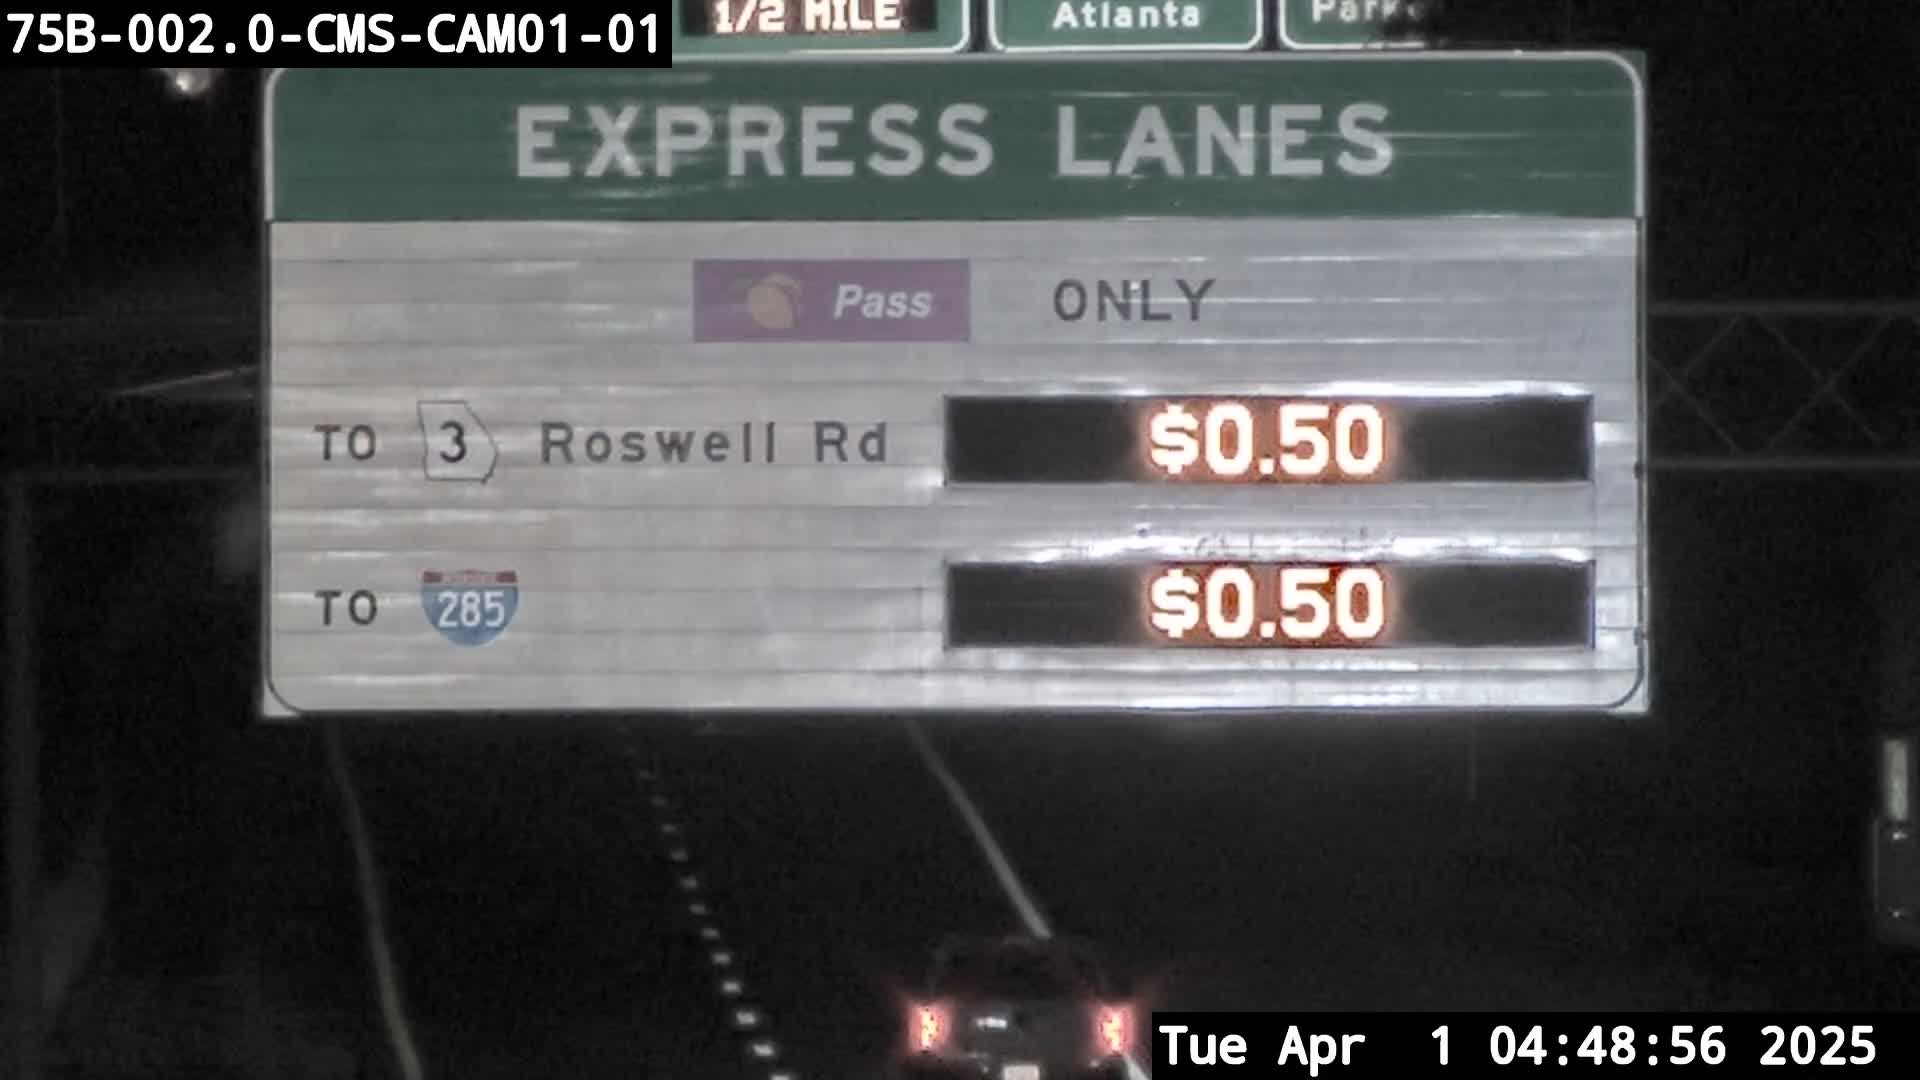 75B-002.0-CMS-CAM01-01
1/2 MILE
Atlanta
EXPRESS LANES
Pass ONLY
TO 3 Roswell Rd $0.50
TO 285 $0.50
Tue Apr 1 04:48:56 2025